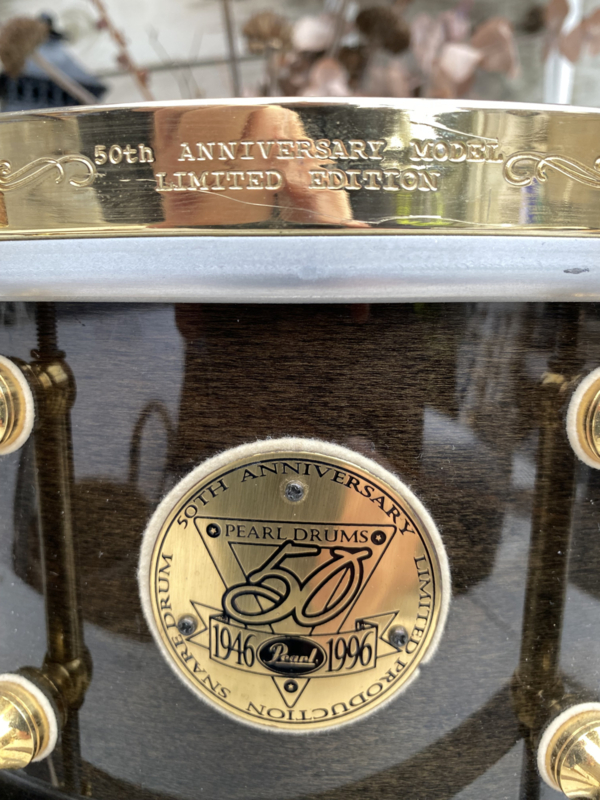 50th ANNIVERSARY MODEL
LIMITED EDITION
50TH ANNIVERSARY LIMITED PRODUCTION SNARE DRUM
PEARL DRUMS
50
1946 Pearl 1996